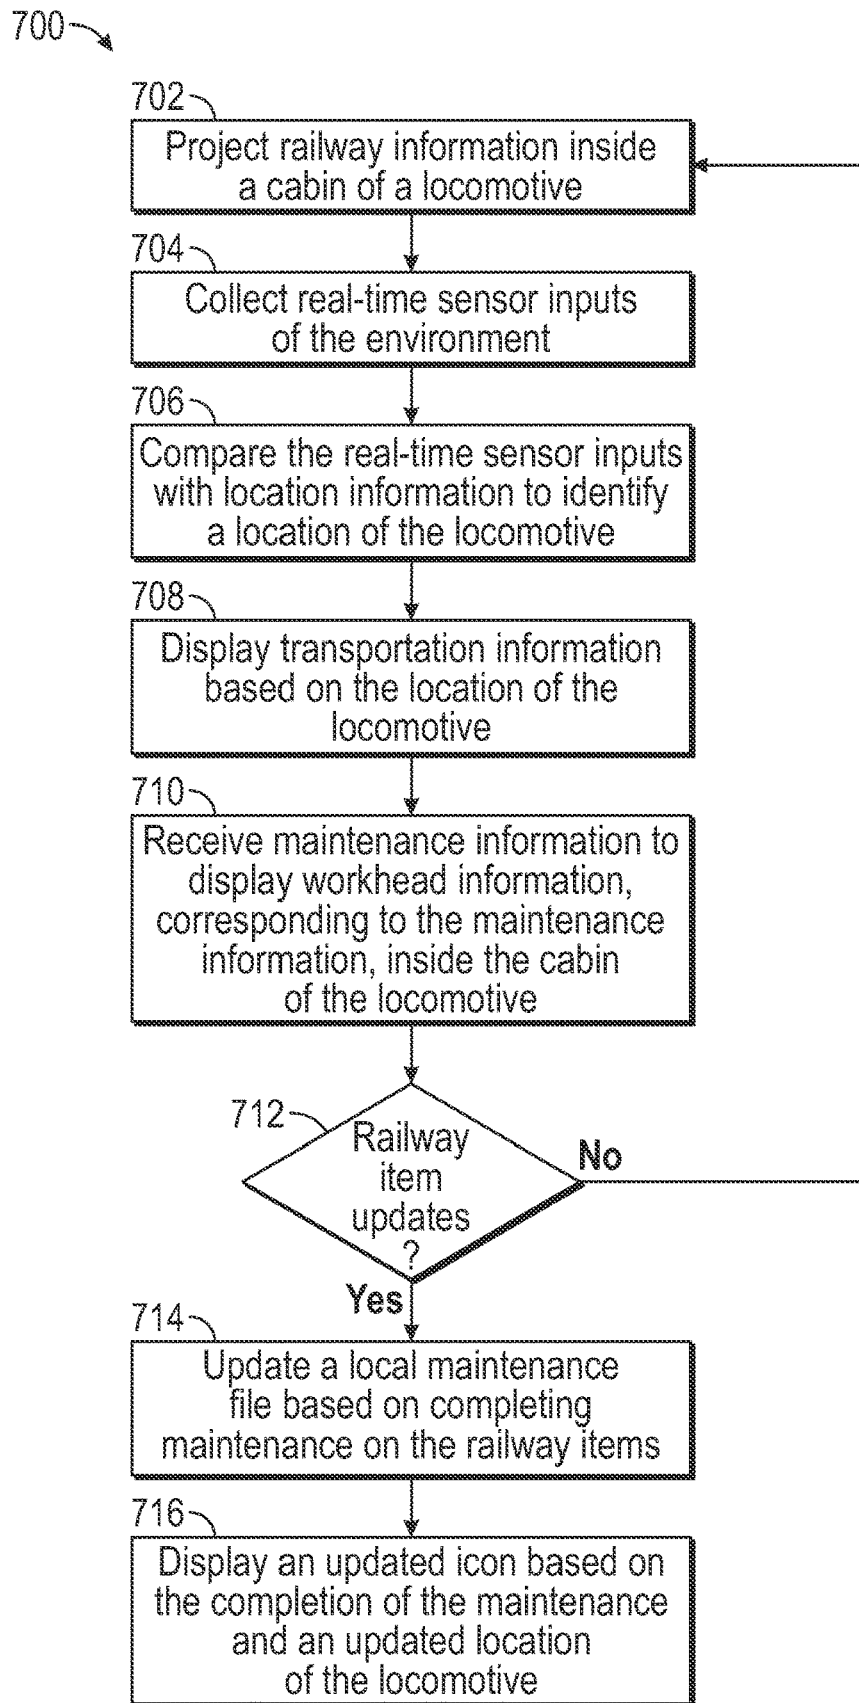 700
702
Project railway information inside
a cabin of a locomotive
704
Collect real-time sensor inputs
of the environment
706
Compare the real-time sensor inputs
with location information to identify
a location of the locomotive
708
Display transportation information
based on the location of the
locomotive
710
Receive maintenance information to
display workhead information,
corresponding to the maintenance
information, inside the cabin
of the locomotive
712
Railway
item
updates
?
No
Yes
714
Update a local maintenance
file based on completing
maintenance on the railway items
716
Display an updated icon based on
the completion of the maintenance
and an updated location
of the locomotive